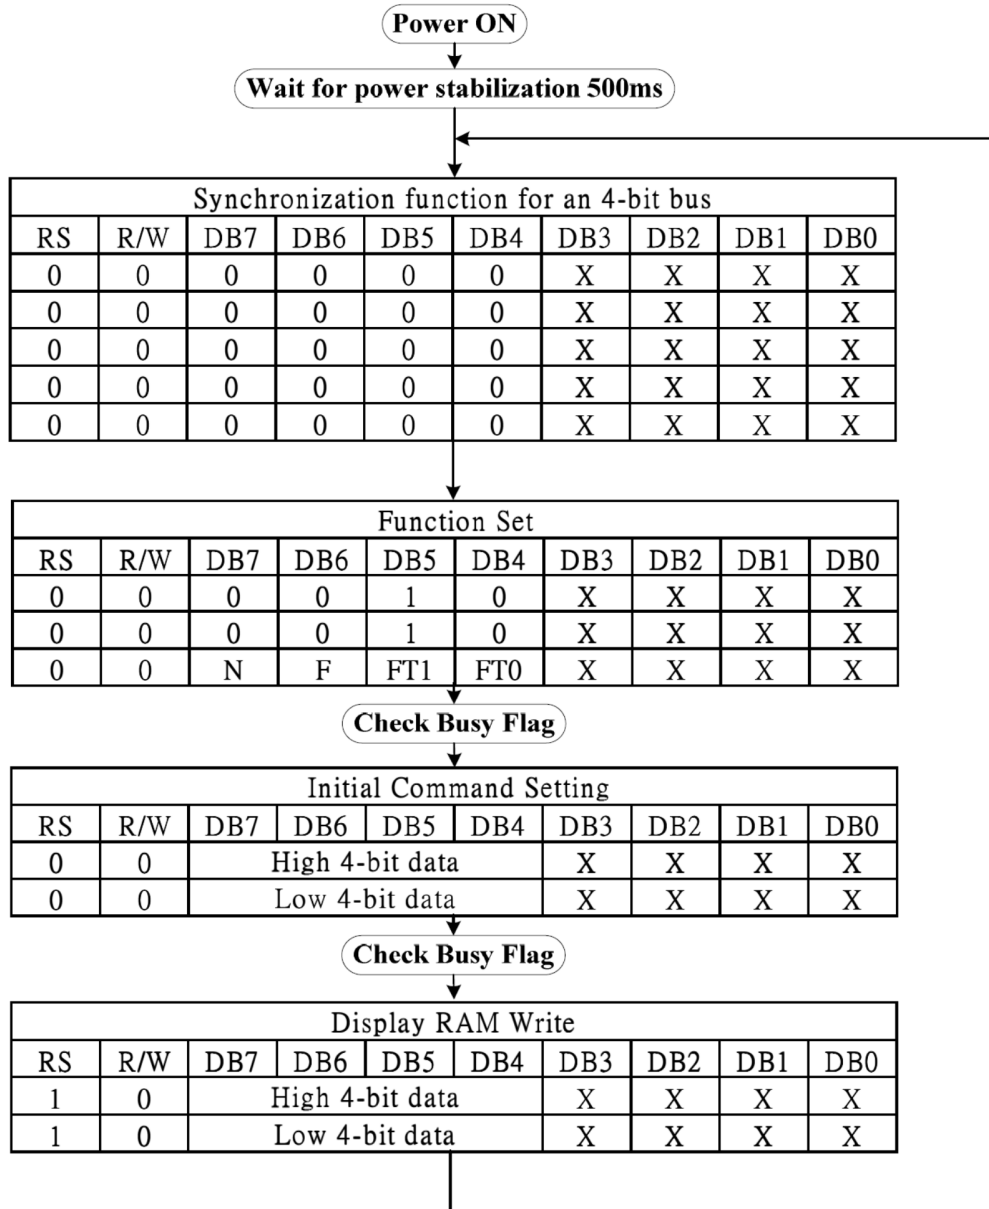 Power ON
Wait for power stabilization 500ms
Synchronization function for an 4-bit bus
RS R/W DB7 DB6 DB5 DB4 DB3 DB2 DB1 DB0
0 0 0 0 0 0 X X X X
0 0 0 0 0 0 X X X X
0 0 0 0 0 0 X X X X
0 0 0 0 0 0 X X X X
0 0 0 0 0 0 X X X X
Function Set
RS R/W DB7 DB6 DB5 DB4 DB3 DB2 DB1 DB0
0 0 0 0 1 0 X X X X
0 0 0 0 1 0 X X X X
0 0 N F FT1 FT0 X X X X
Check Busy Flag
Initial Command Setting
RS R/W DB7 DB6 DB5 DB4 DB3 DB2 DB1 DB0
0 0 High 4-bit data X X X X
0 0 Low 4-bit data X X X X
Check Busy Flag
Display RAM Write
RS R/W DB7 DB6 DB5 DB4 DB3 DB2 DB1 DB0
1 0 High 4-bit data X X X X
1 0 Low 4-bit data X X X X